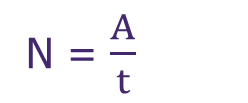 N = A/t